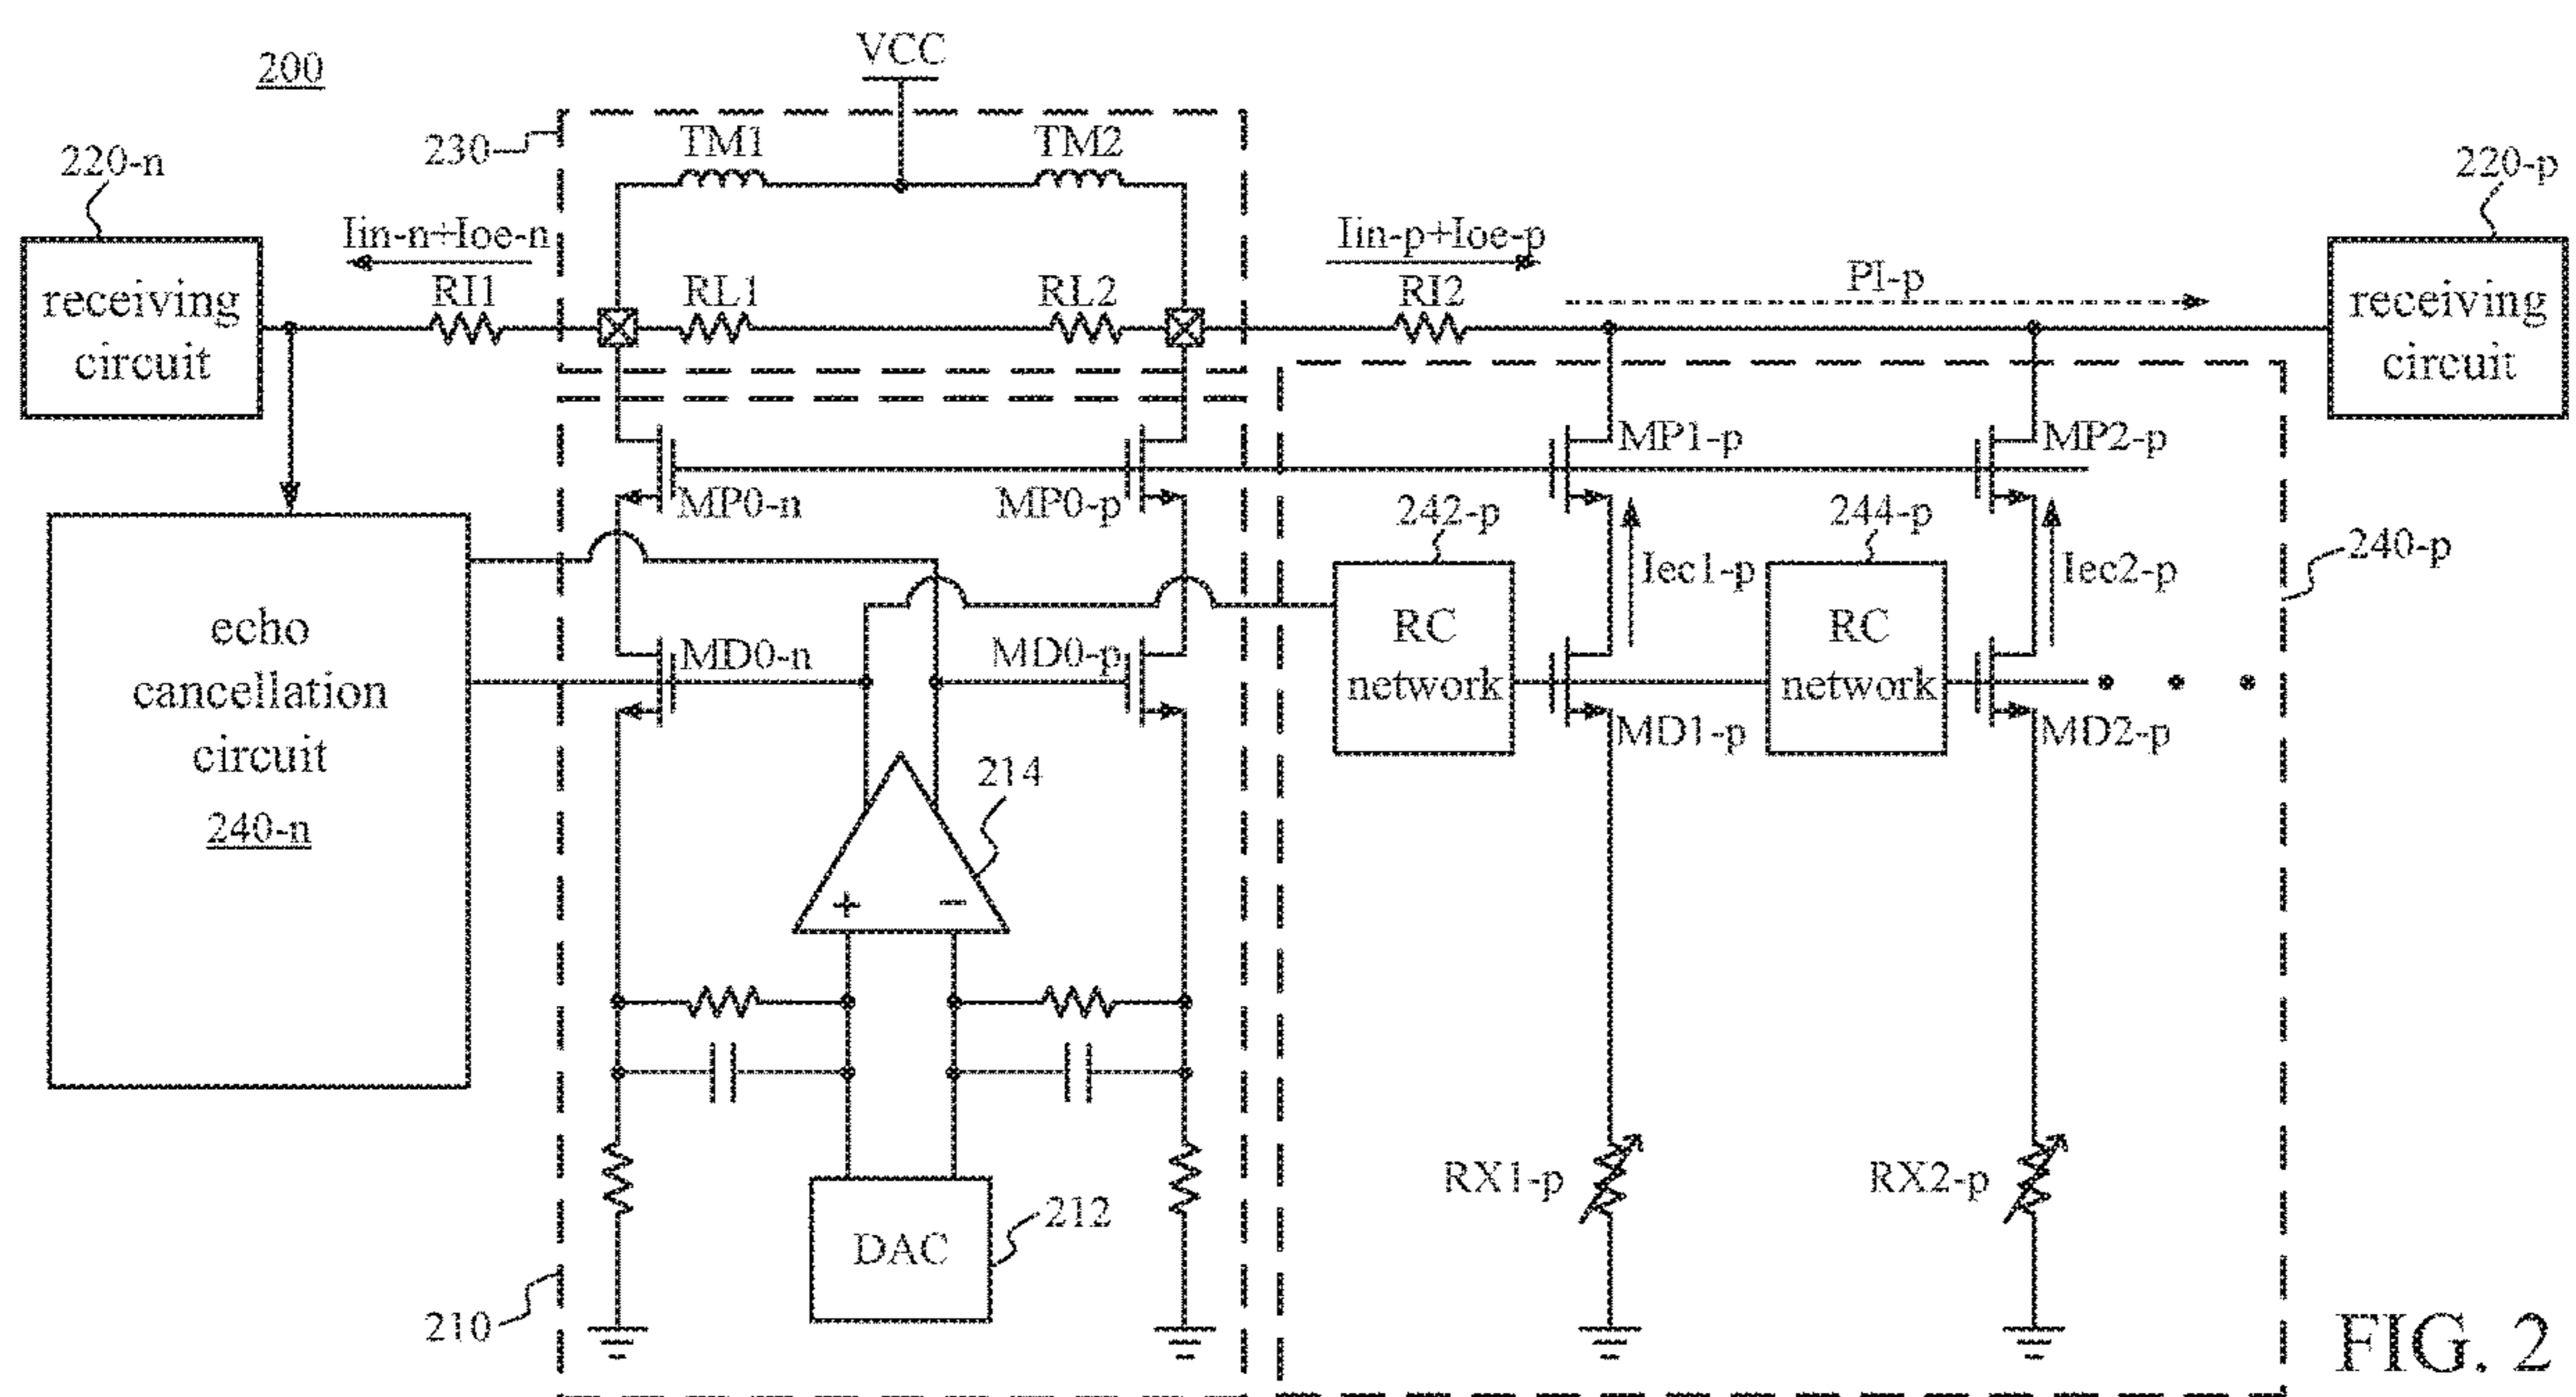 200
VCC
230
TM1
TM2
220-n
220-p
Iin-n+Ioe-n
Iin-p+Ioe-p
PI-p
receiving
circuit
RI1
RL1
RL2
RI2
receiving
circuit
MP0-n
MP0-p
MP1-p
MP2-p
242-p
244-p
240-p
Iec1-p
Iec2-p
echo
cancellation
circuit
240-n
MD0-n
MD0-p
RC
network
RC
network
MD1-p
MD2-p
214
+
−
RX1-p
RX2-p
DAC
212
210
FIG. 2